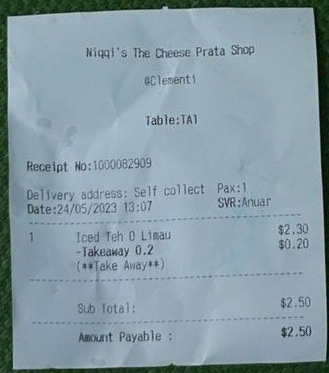 Niqqi's The Cheese Prata Shop
@Clementi
Table:TA1
Receipt No:1000082909
Delivery address: Self collect Pax:1
Date:24/05/2023 13:07 SVR:Anuar
1 Iced Teh O Limau $2.30
-Takeaway 0.2 $0.20
(**Take Away**)
Sub Total: $2.50
Amount Payable : $2.50